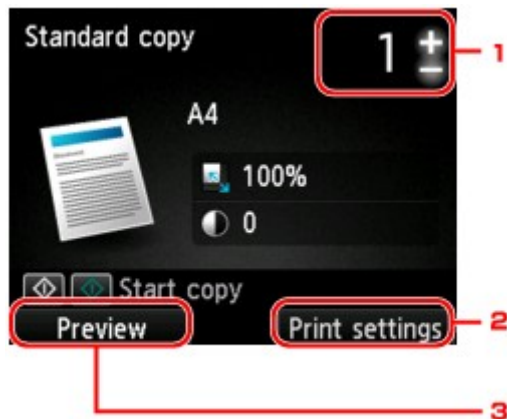 Standard copy
1 + −
1
A4
100%
0
Start copy
Preview
Print settings
2
3